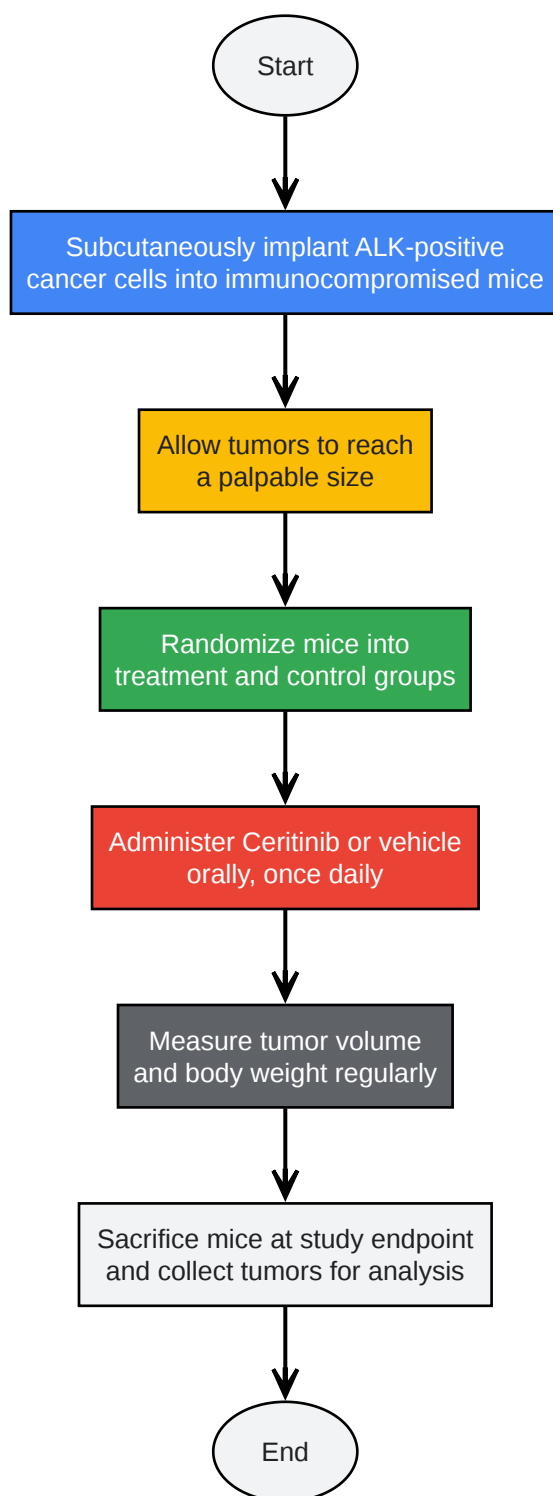 Start
Subcutaneously implant ALK-positive
cancer cells into immunocompromised mice
Allow tumors to reach
a palpable size
Randomize mice into
treatment and control groups
Administer Ceritinib or vehicle
orally, once daily
Measure tumor volume
and body weight regularly
Sacrifice mice at study endpoint
and collect tumors for analysis
End